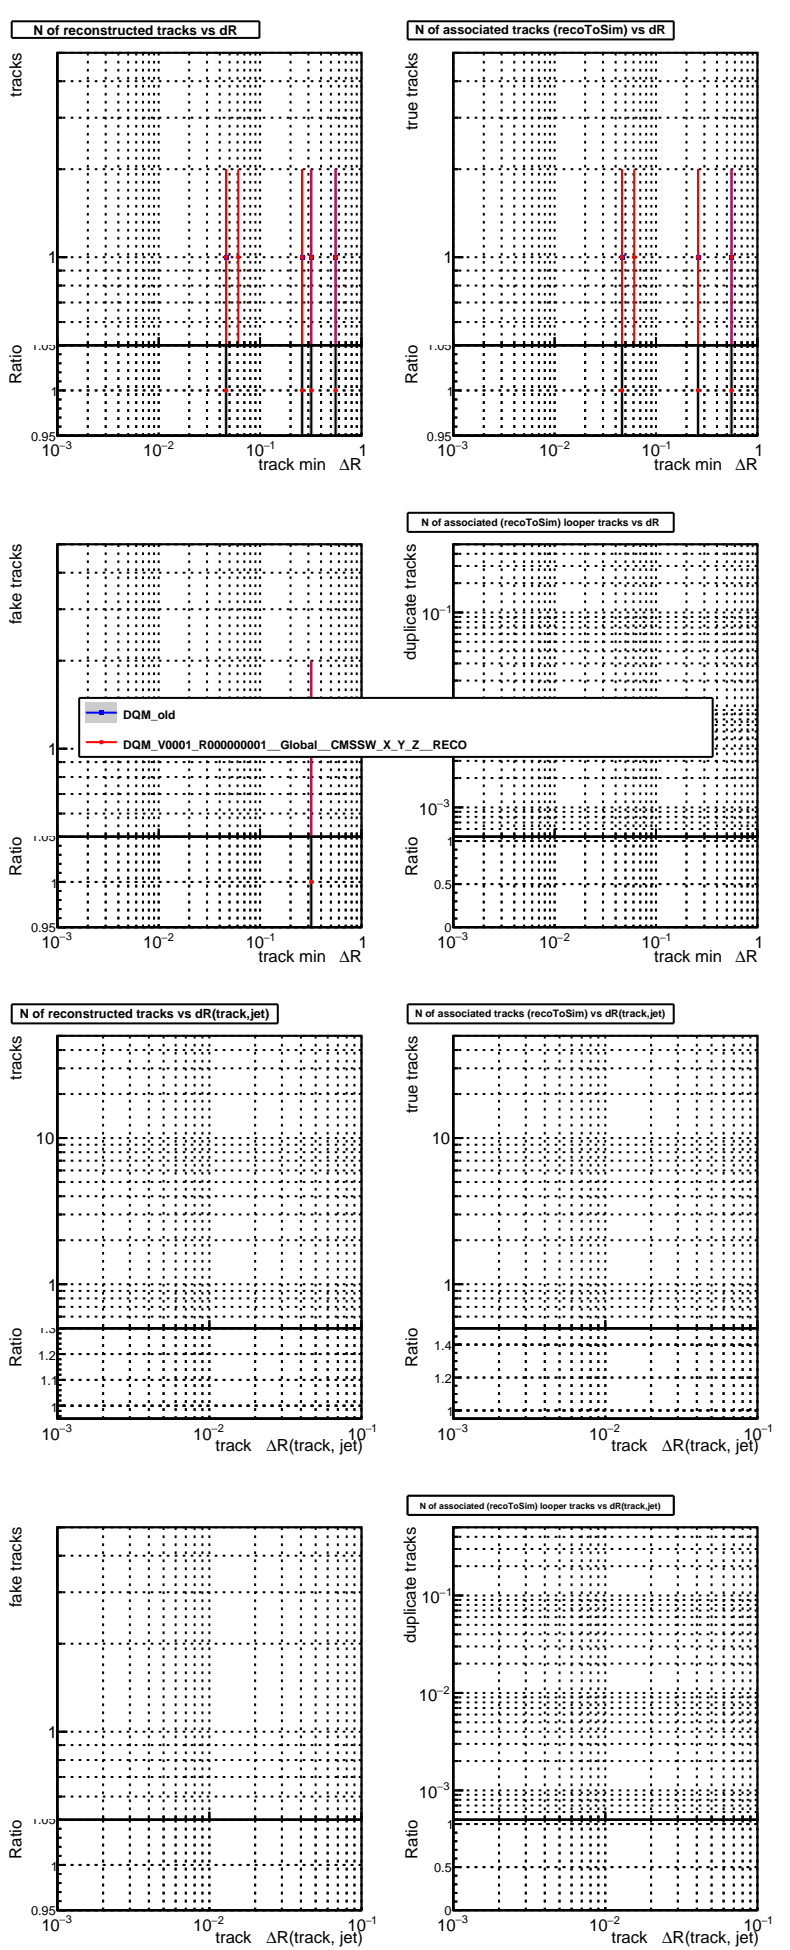 N of reconstructed tracks vs dR
N of associated tracks (recoToSim) vs dR
tracks
1
true tracks
1
Ratio
1.05
1
0.95
10−3 10−2 10−1 1
track min ΔR
Ratio
1.05
1
0.95
10−3 10−2 10−1 1
track min ΔR
N of associated (recoToSim) looper tracks vs dR
fake tracks
1
duplicate tracks
10−1
10−3
DQM_old
DQM_V0001_R000000001__Global__CMSSW_X_Y_Z__RECO
Ratio
1.05
1
0.95
10−3 10−2 10−1 1
track min ΔR
Ratio
1
0.5
0
10−3 10−2 10−1 1
track min ΔR
N of reconstructed tracks vs dR(track,jet)
N of associated tracks (recoToSim) vs dR(track,jet)
tracks
10
1
true tracks
10
1
Ratio
1.3
1.2
1.1
1
10−3 10−2 10−1
track ΔR(track, jet)
Ratio
1.4
1.2
1
10−3 10−2 10−1
track ΔR(track, jet)
N of associated (recoToSim) looper tracks vs dR(track,jet)
fake tracks
1
duplicate tracks
10−1
10−2
10−3
Ratio
1.05
1
0.95
10−3 10−2 10−1
track ΔR(track, jet)
Ratio
1
0.5
0
10−3 10−2 10−1
track ΔR(track, jet)